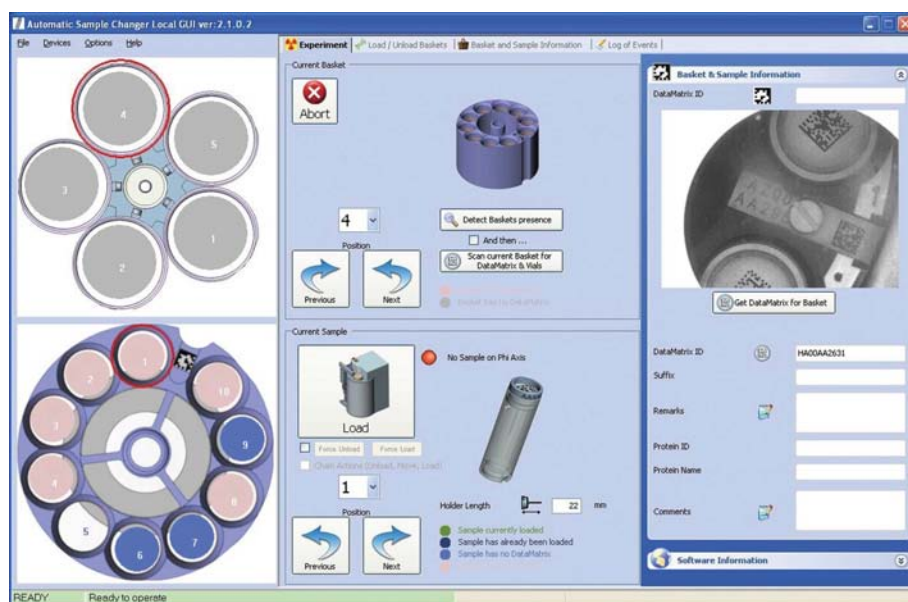 Automatic Sample Changer Local GUI ver:2.1.0.2
File Devices Options Help
Experiment Load / Unload Baskets Basket and Sample Information Log of Events
4
5
3
1
2
Current Basket
Abort
4
Position
Previous
Next
Detect Baskets presence
And then ...
Scan current Basket for
DataMatrix & Vials
Basket has no DataMatrix
1
2
10
3
9
4
8
5
6
7
Current Sample
Load
No Sample on Phi Axis
Force Unload
Force Load
Chain Actions (Unload, Move, Load)
1
Position
Previous
Next
Holder Length 22 mm
Sample currently loaded
Sample has already been loaded
Sample has no DataMatrix
Basket & Sample Information
DataMatrix ID
Get DataMatrix for Basket
DataMatrix ID HA00AA2631
Suffix
Remarks
Protein ID
Protein Name
Comments
Software Information
READY Ready to operate